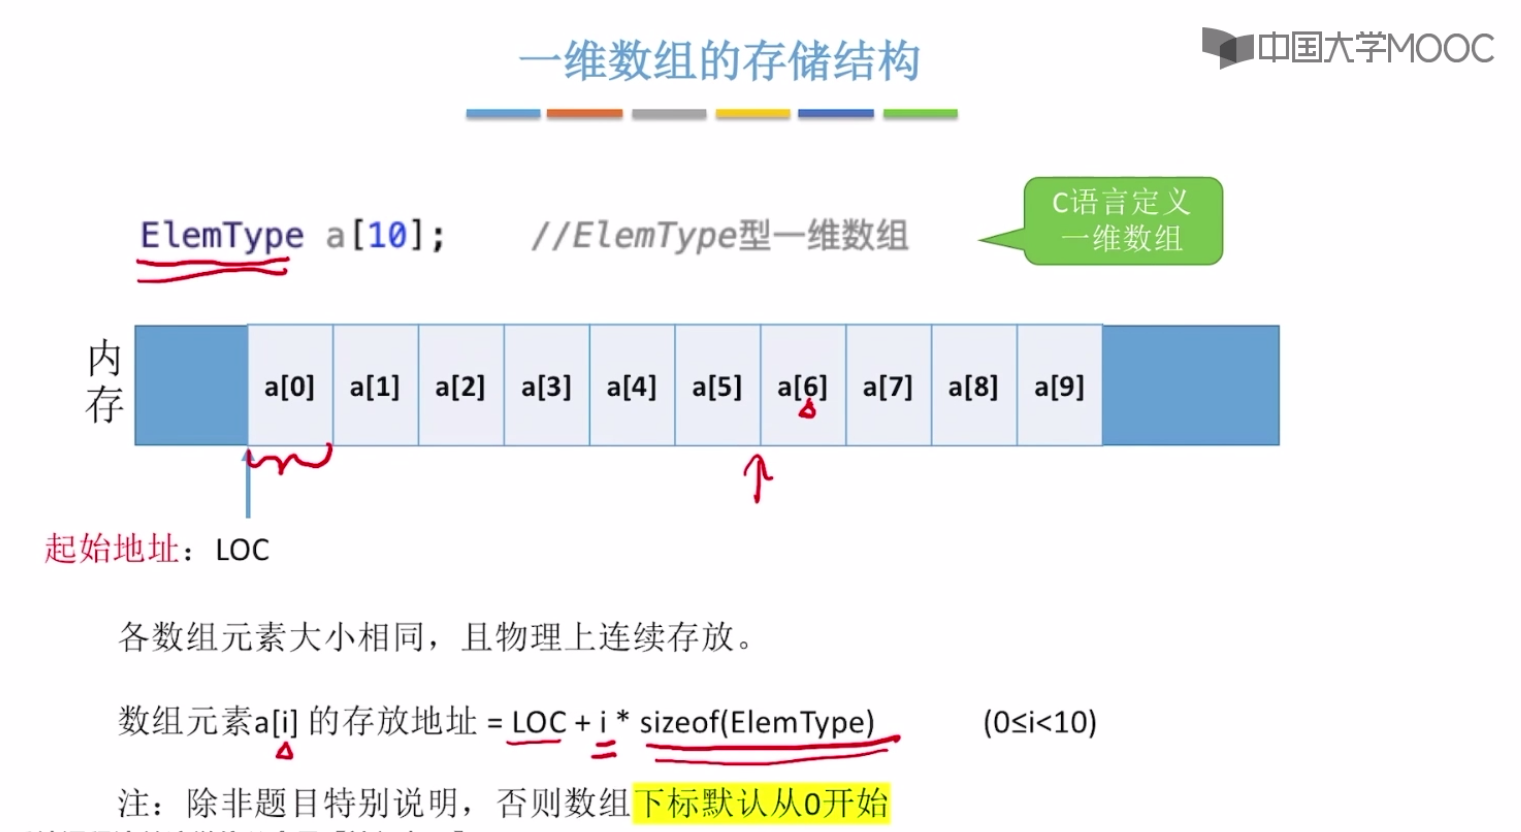 一维数组的存储结构
中国大学MOOC
ElemType a[10]; //ElemType型一维数组
C语言定义
一维数组
内存
a[0] a[1] a[2] a[3] a[4] a[5] a[6] a[7] a[8] a[9]
起始地址：LOC
各数组元素大小相同，且物理上连续存放。
数组元素a[i] 的存放地址 = LOC + i * sizeof(ElemType) (0≤i<10)
注：除非题目特别说明，否则数组下标默认从0开始